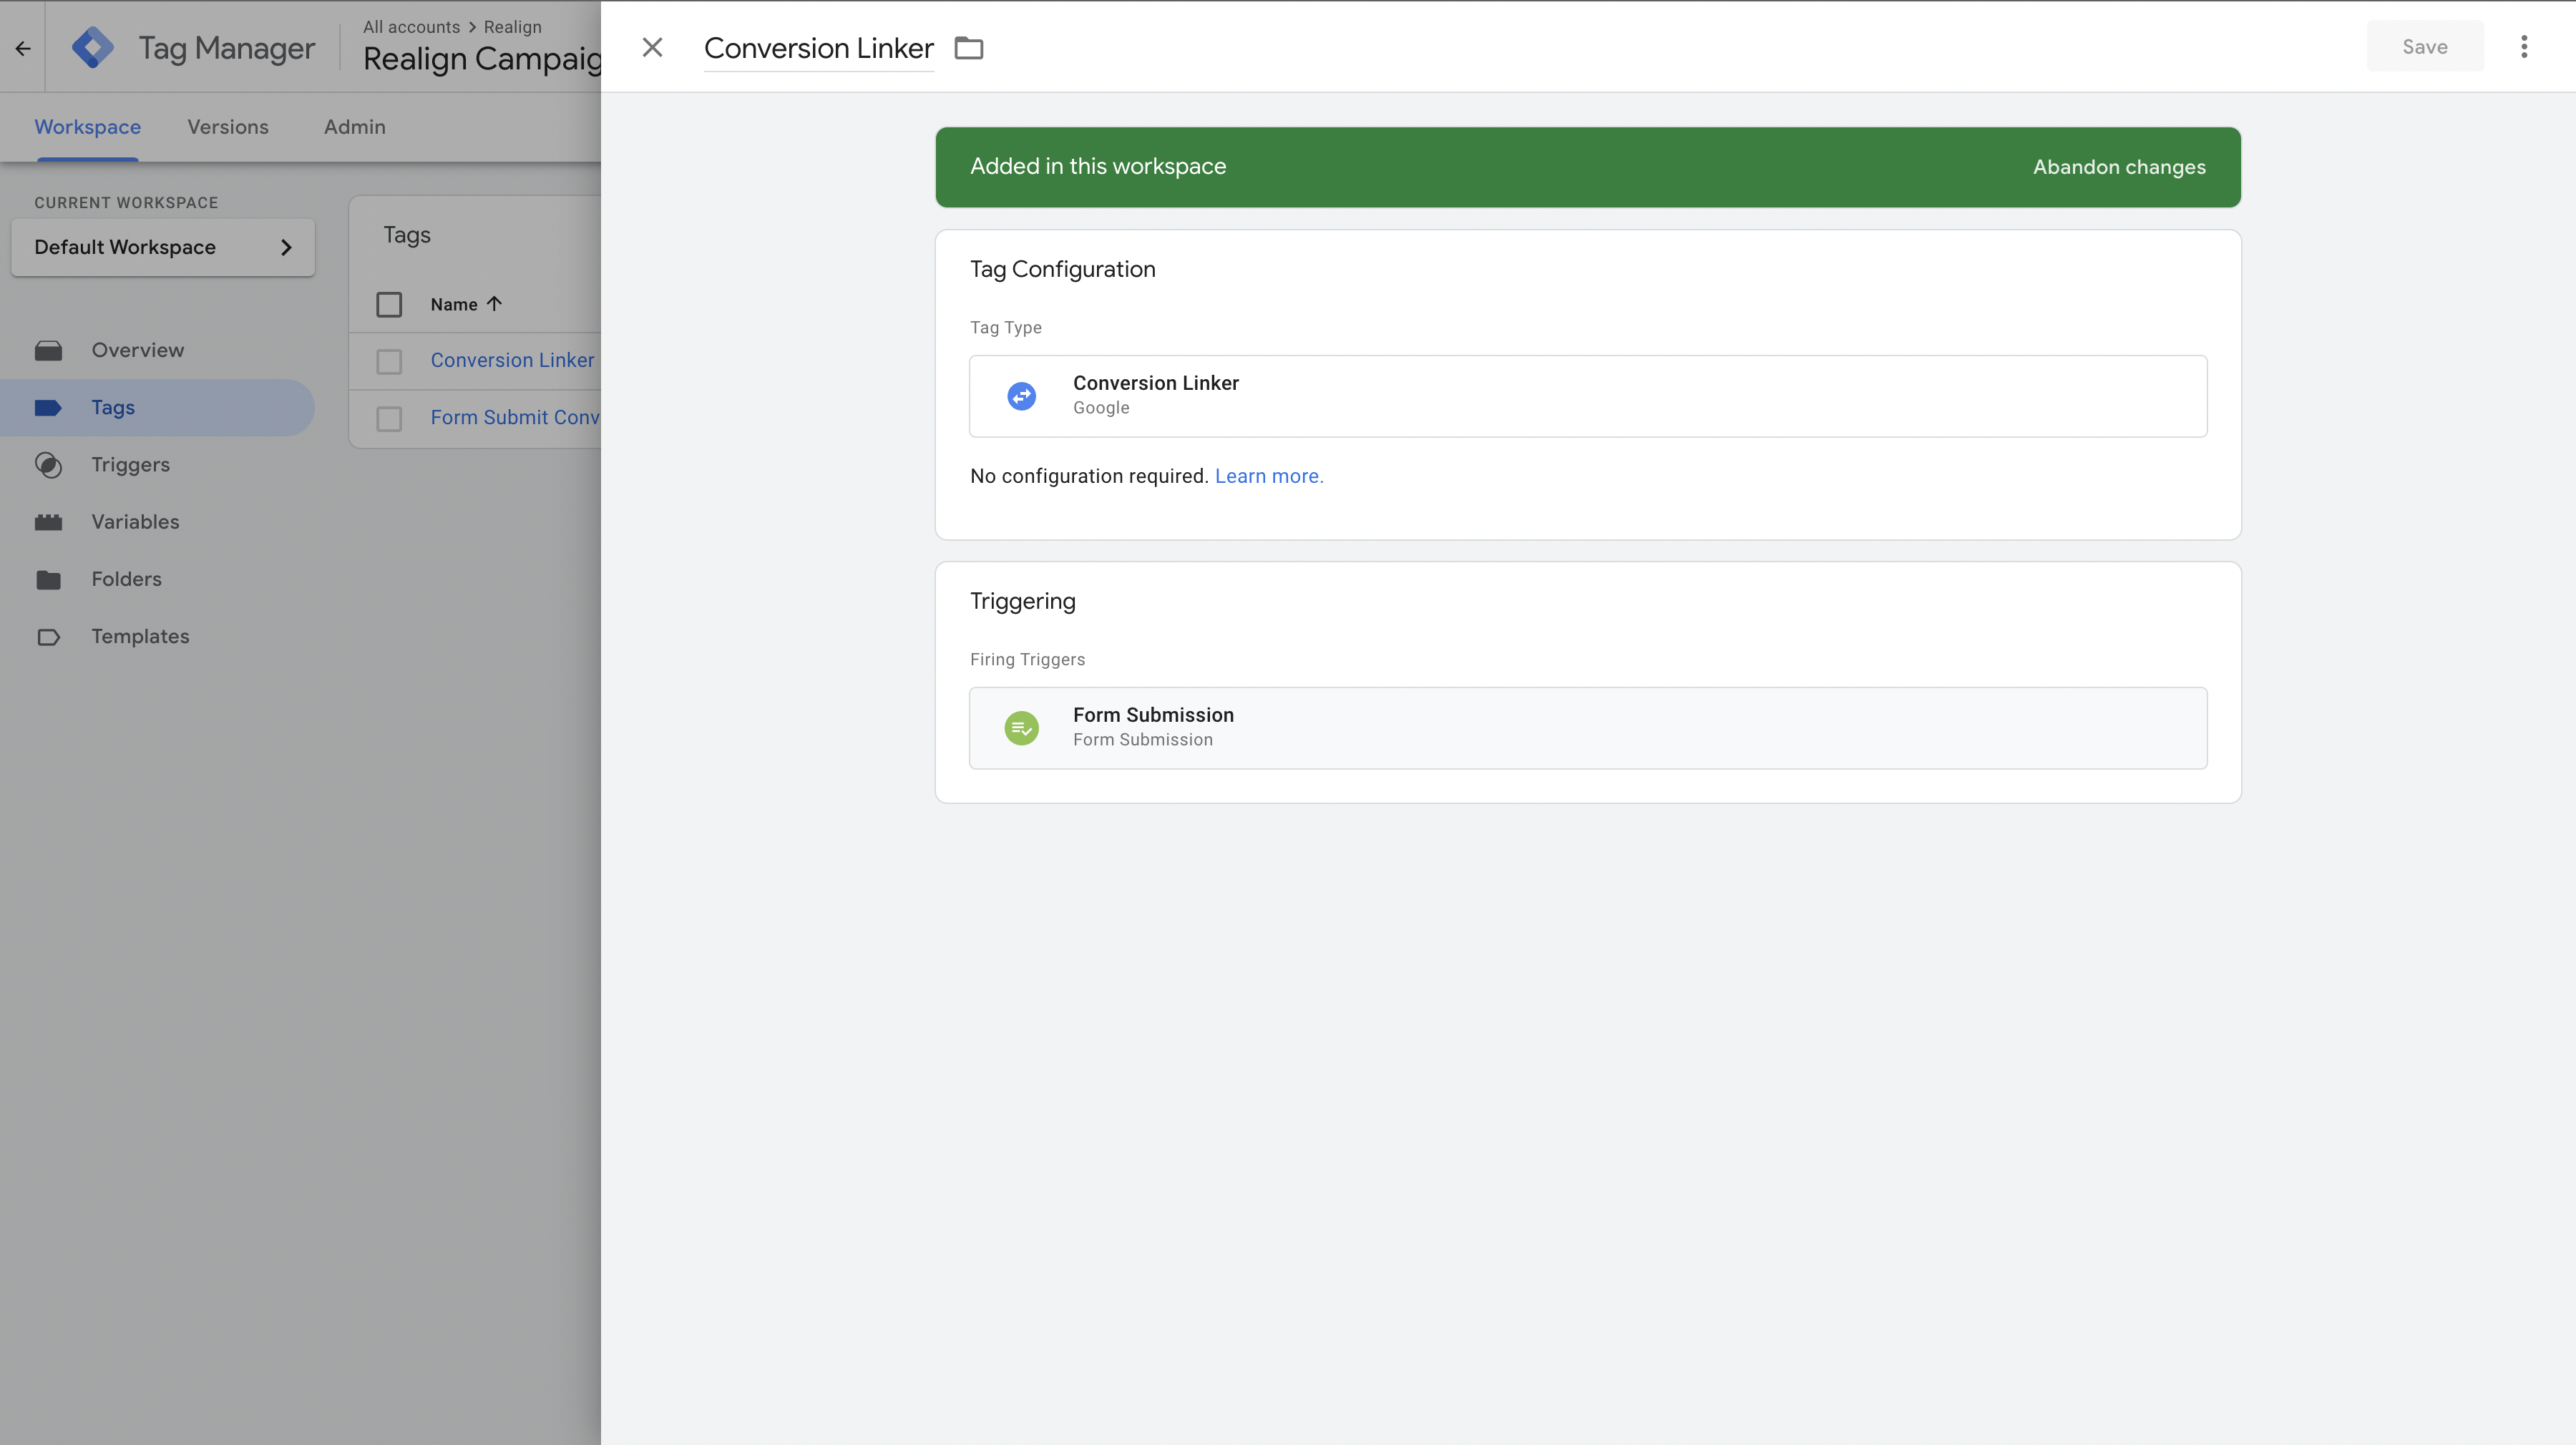 Tag Manager
All accounts > Realign
Realign Campaig
Workspace
Versions
Admin
CURRENT WORKSPACE
Default Workspace
Overview
Tags
Triggers
Variables
Folders
Templates
Tags
Name
Conversion Linker
Form Submit Conv
Conversion Linker
Save
Added in this workspace
Abandon changes
Tag Configuration
Tag Type
Conversion Linker
Google
No configuration required. Learn more.
Triggering
Firing Triggers
Form Submission
Form Submission